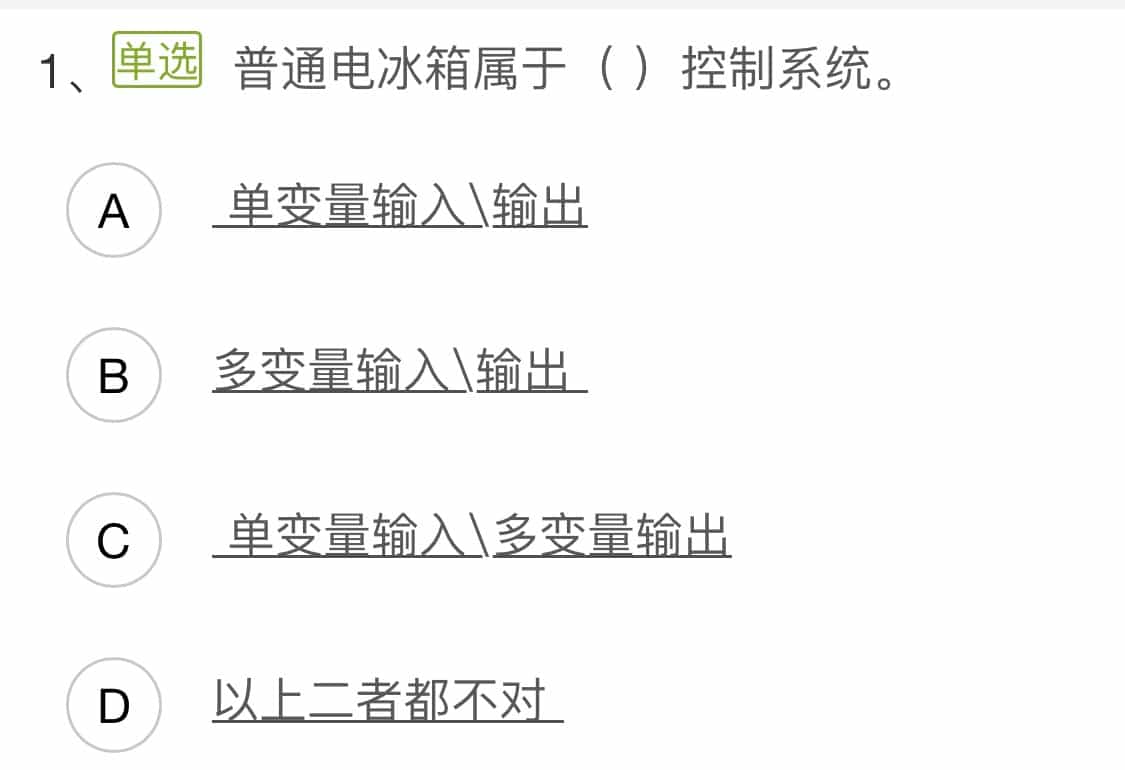 1、单选 普通电冰箱属于（ ）控制系统。
A 单变量输入\输出
B 多变量输入\输出
C 单变量输入\多变量输出
D 以上二者都不对